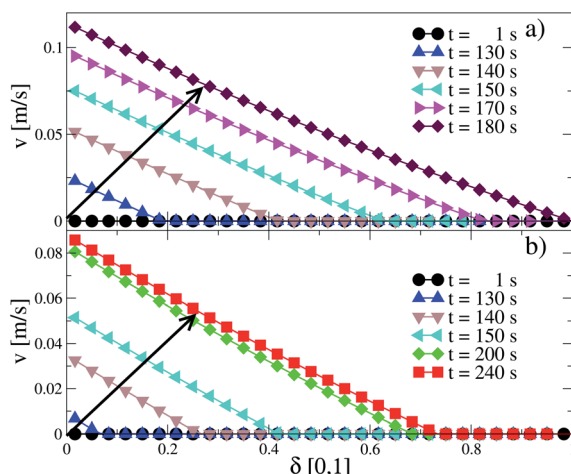 a)
v [m/s]
0.1
0.05
0
t = 1 s
t = 130 s
t = 140 s
t = 150 s
t = 170 s
t = 180 s
b)
v [m/s]
0.08
0.06
0.04
0.02
0
t = 1 s
t = 130 s
t = 140 s
t = 150 s
t = 200 s
t = 240 s
0 0.2 0.4 0.6 0.8
δ [0,1]